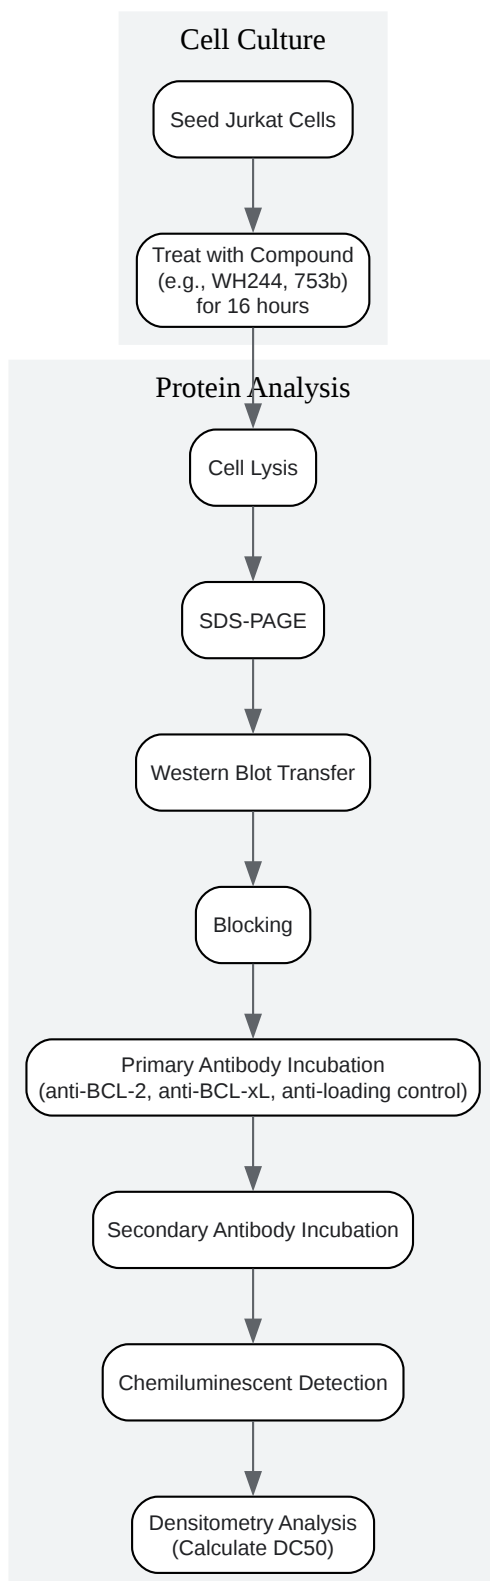 Cell Culture
Seed Jurkat Cells
Treat with Compound
(e.g., WH244, 753b)
for 16 hours
Protein Analysis
Cell Lysis
SDS-PAGE
Western Blot Transfer
Blocking
Primary Antibody Incubation
(anti-BCL-2, anti-BCL-xL, anti-loading control)
Secondary Antibody Incubation
Chemiluminescent Detection
Densitometry Analysis
(Calculate DC50)